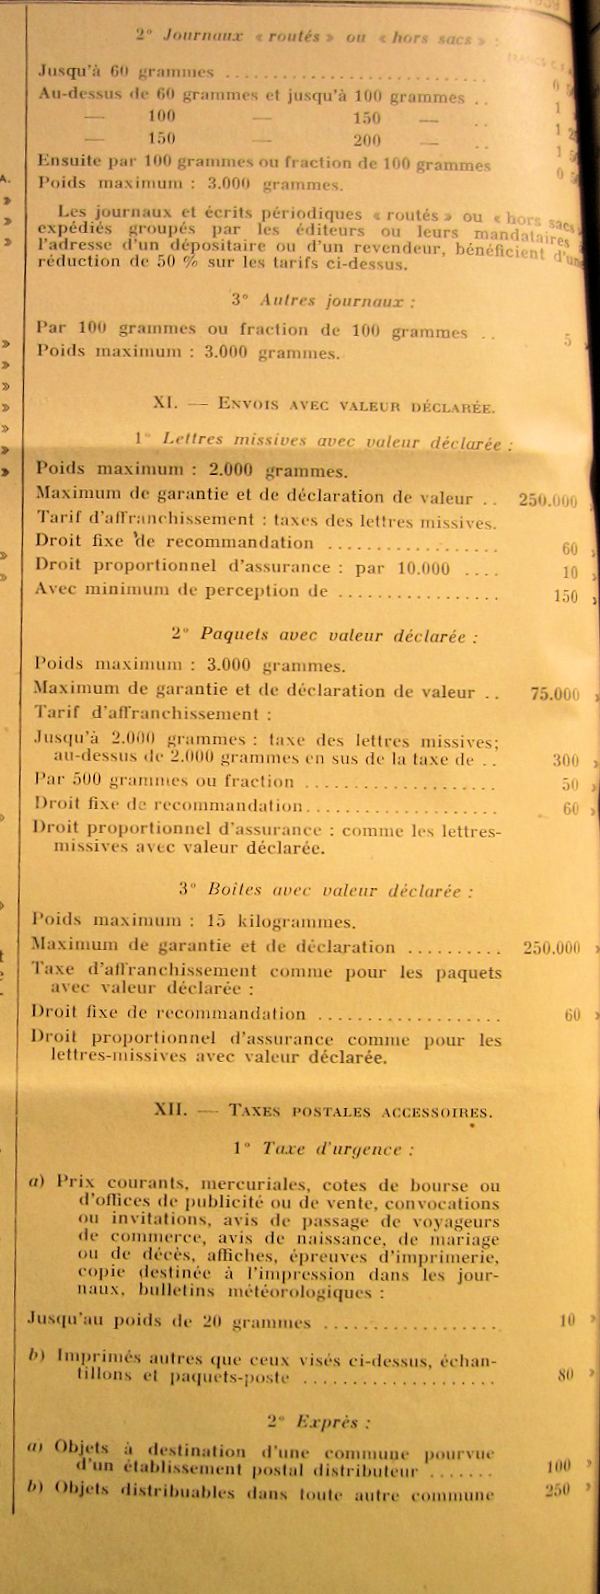 2° Journaux « routés » ou « hors sacs » :
FRANCS C.F.A.
Jusqu'à 60 grammes ........................ 0 50
Au-dessus de 60 grammes et jusqu'à 100 grammes .. 1
— 100 — 150 — .. 1
— 150 — 200 — .. 1 50
Ensuite par 100 grammes ou fraction de 100 grammes 0 50
Poids maximum : 3.000 grammes.
Les journaux et écrits périodiques « routés » ou « hors sacs »
expédiés groupés par les éditeurs ou leurs mandataires à
l'adresse d'un dépositaire ou d'un revendeur, bénéficient d'une
réduction de 50 % sur les tarifs ci-dessus.
3° Autres journaux :
Par 100 grammes ou fraction de 100 grammes .. 5
Poids maximum : 3.000 grammes.
XI. — ENVOIS AVEC VALEUR DÉCLARÉE.
1° Lettres missives avec valeur déclarée :
Poids maximum : 2.000 grammes.
Maximum de garantie et de déclaration de valeur .. 250.000 »
Tarif d'affranchissement : taxes des lettres missives.
Droit fixe de recommandation ................. 60 »
Droit proportionnel d'assurance : par 10.000 .... 10 »
Avec minimum de perception de ................ 150 »
2° Paquets avec valeur déclarée :
Poids maximum : 3.000 grammes.
Maximum de garantie et de déclaration de valeur .. 75.000 »
Tarif d'affranchissement :
Jusqu'à 2.000 grammes : taxe des lettres missives;
au-dessus de 2.000 grammes en sus de la taxe de .. 300 »
Par 500 grammes ou fraction ................... 50 »
Droit fixe de recommandation................... 60 »
Droit proportionnel d'assurance : comme les lettres-
missives avec valeur déclarée.
3° Boites avec valeur déclarée :
Poids maximum : 15 kilogrammes.
Maximum de garantie et de déclaration .......... 250.000 »
Taxe d'affranchissement comme pour les paquets
avec valeur déclarée :
Droit fixe de recommandation ................... 60 »
Droit proportionnel d'assurance comme pour les
lettres-missives avec valeur déclarée.
XII. — TAXES POSTALES ACCESSOIRES.
1° Taxe d'urgence :
a) Prix courants, mercuriales, cotes de bourse ou
d'offices de publicité ou de vente, convocations
ou invitations, avis de passage de voyageurs
de commerce, avis de naissance, de mariage
ou de décès, affiches, épreuves d'imprimerie,
copie destinée à l'impression dans les jour-
naux, bulletins météorologiques :
Jusqu'au poids de 20 grammes .................. 10 »
b) Imprimés autres que ceux visés ci-dessus, échan-
tillons et paquets-poste .................... 80 »
2° Exprès :
a) Objets à destination d'une commune pourvue
d'un établissement postal distributeur ....... 100 »
b) Objets distribuables dans toute autre commune 250 »